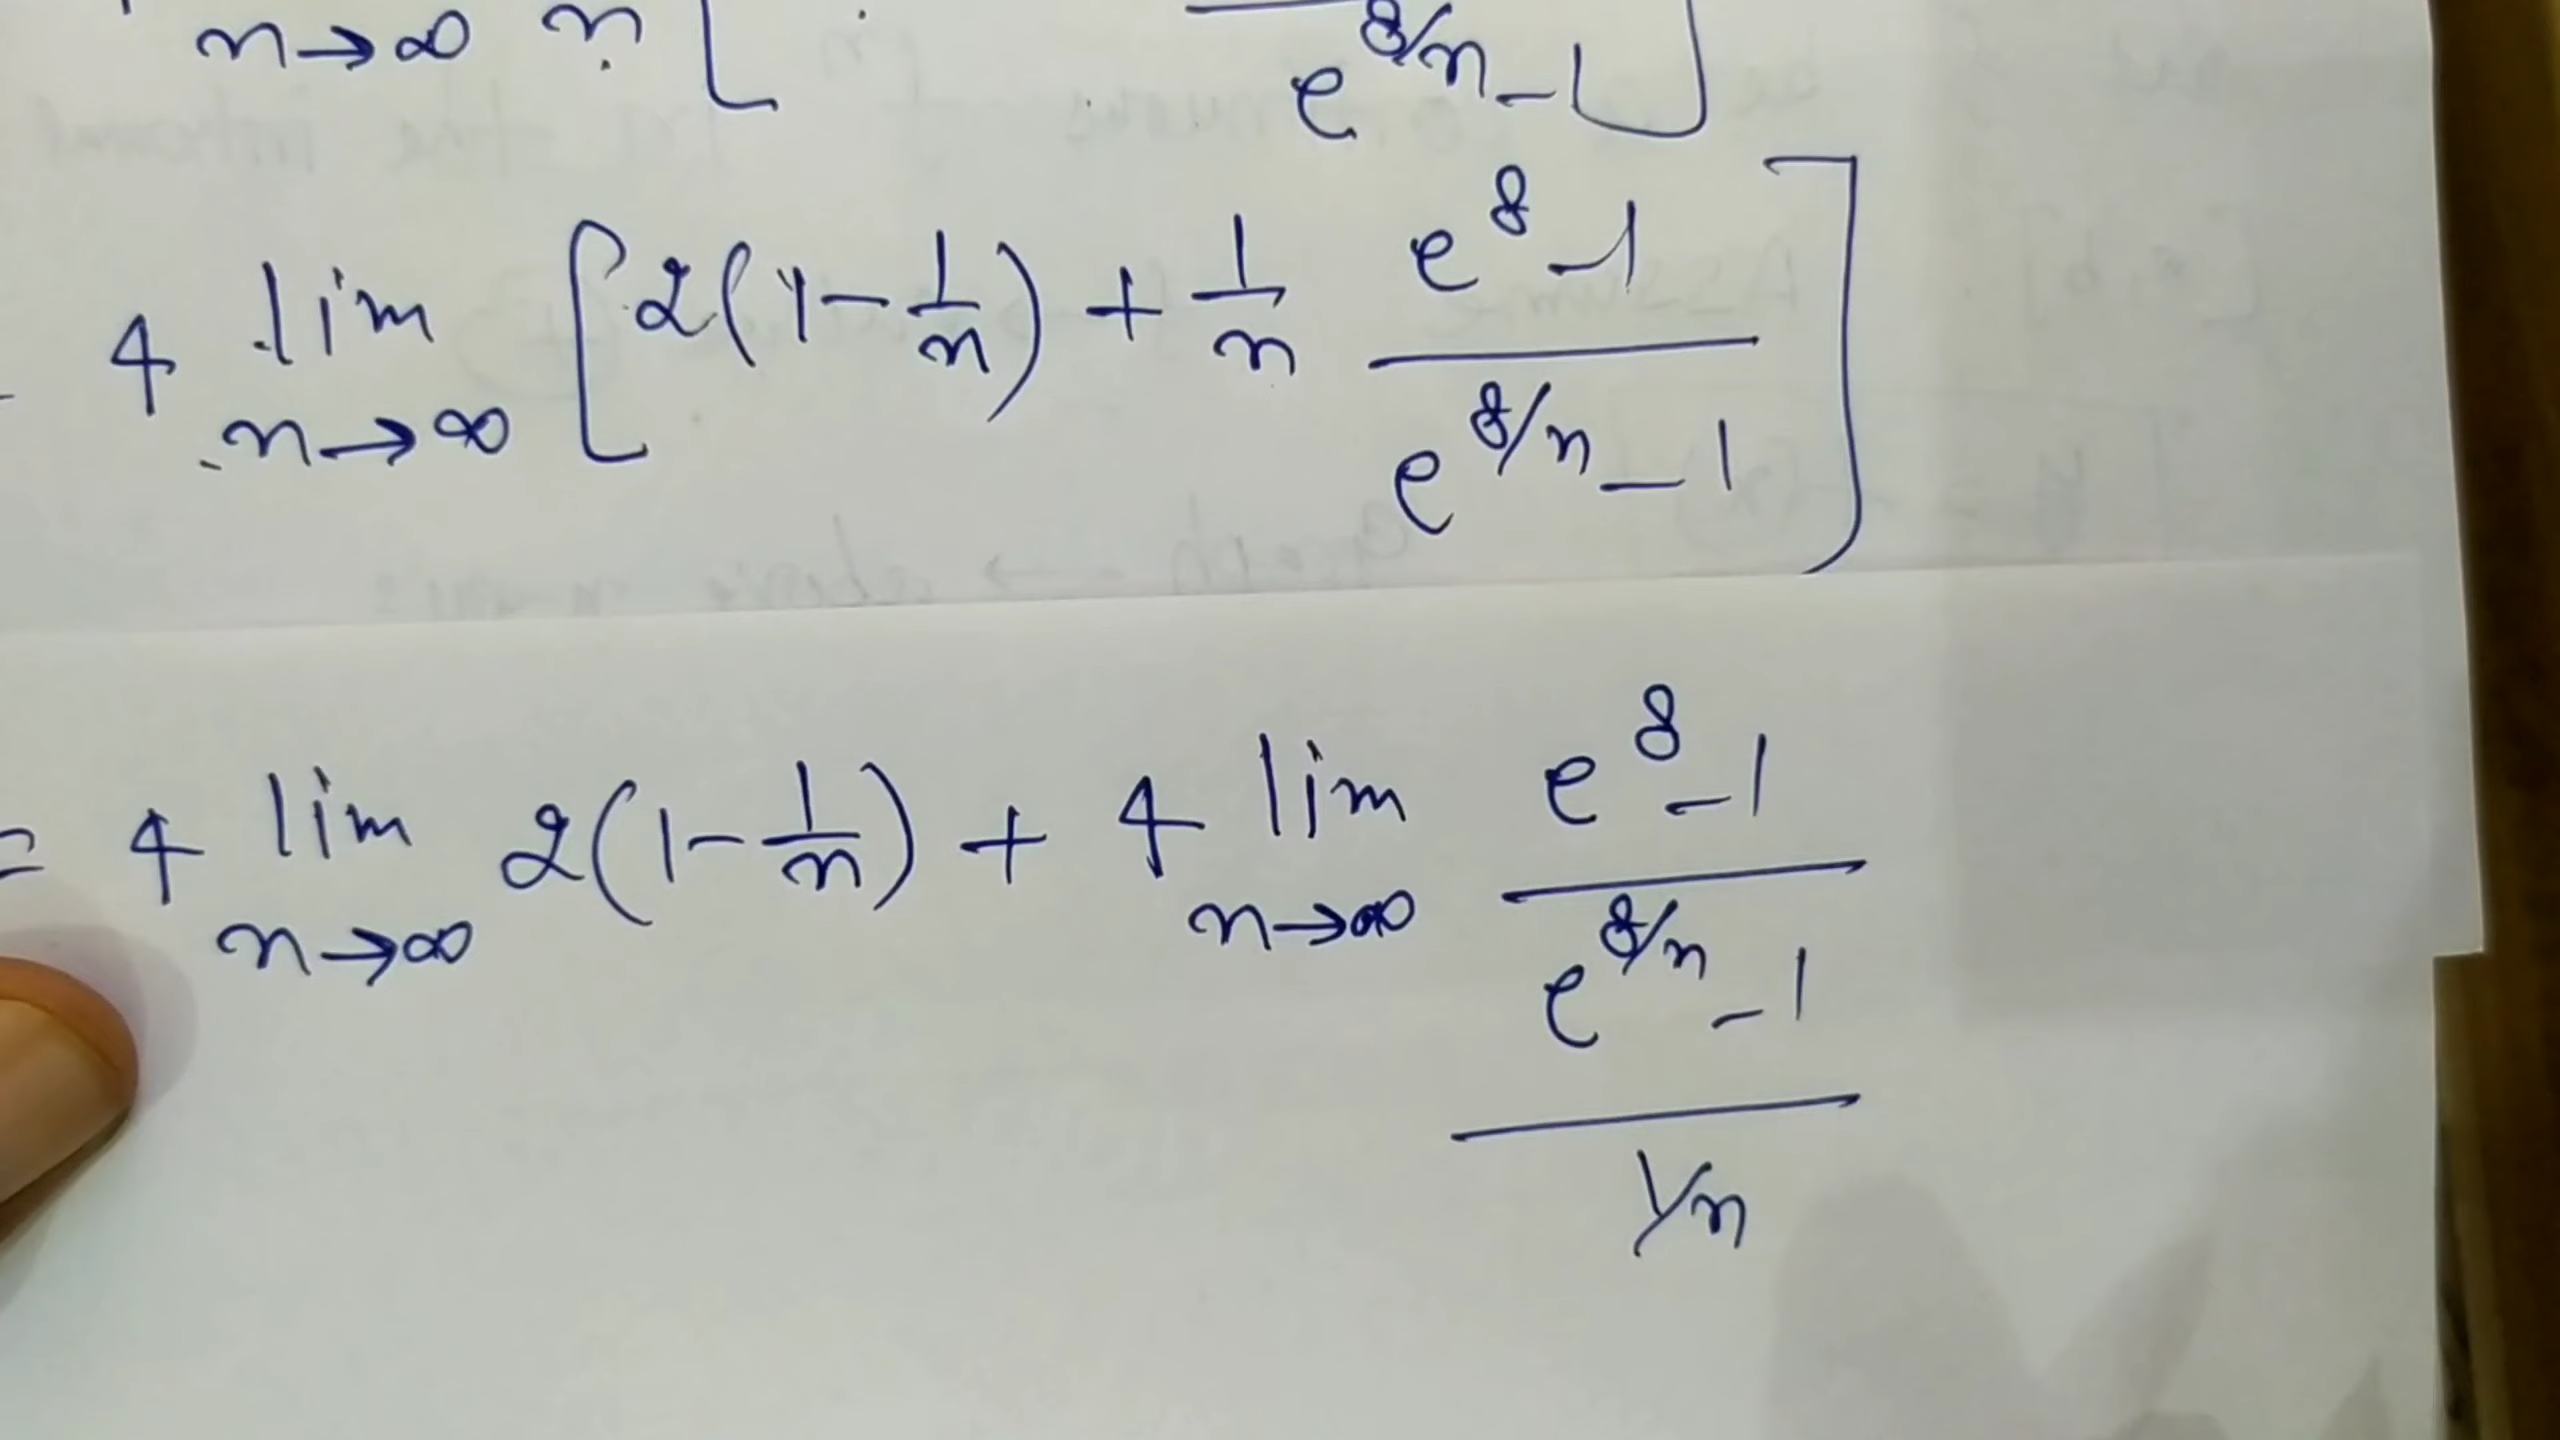 n→∞ n [ e^{8/n} - 1 ]
4 lim_{n→∞} [ 2(1 - 1/n) + 1/n (e^8 - 1)/(e^{8/n} - 1) ]
= 4 lim_{n→∞} 2(1 - 1/n) + 4 lim_{n→∞} (e^8 - 1)/((e^{8/n} - 1)/(1/n))